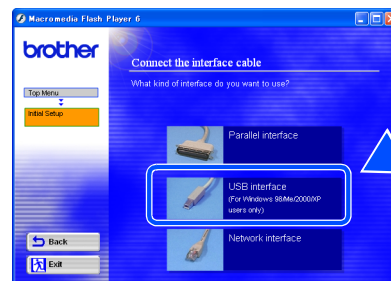 Macromedia Flash Player 6
brother
Connect the interface cable
What kind of interface do you want to use?
Top Menu
Initial Setup
Parallel interface
USB interface
(For Windows 98/Me/2000/XP
users only)
Network interface
Back
Exit